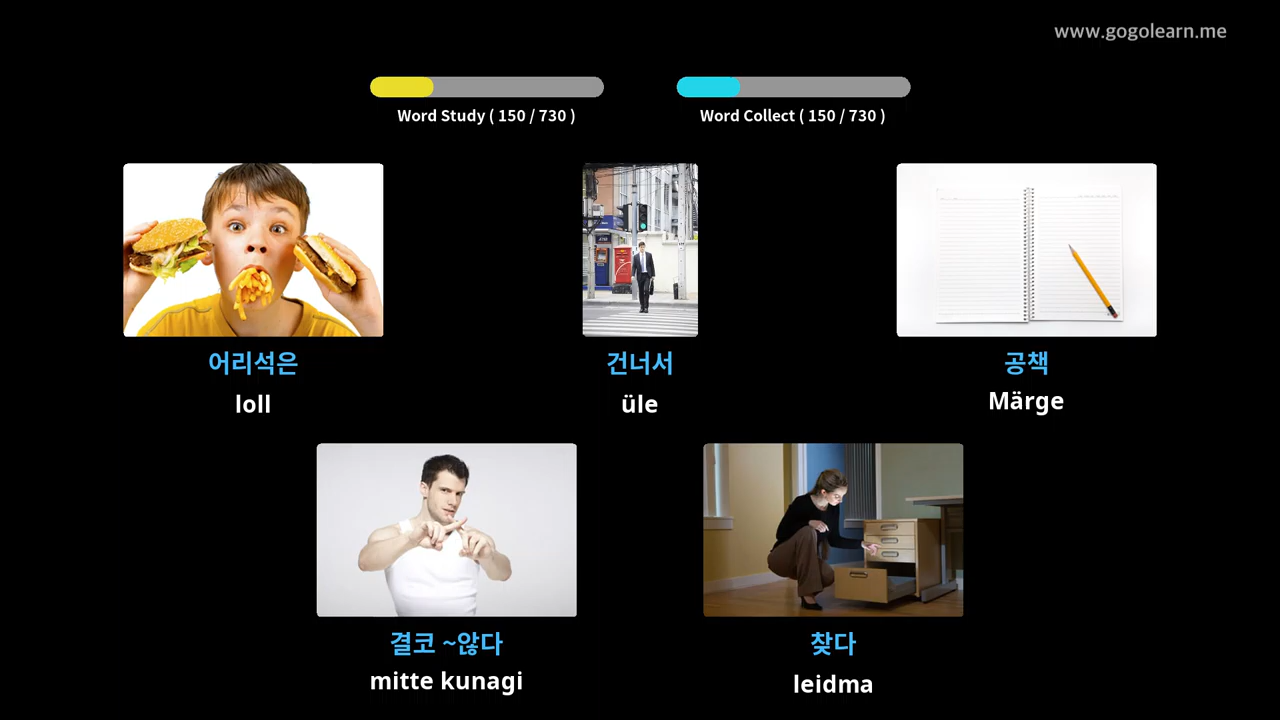 www.gogolearn.me
Word Study ( 150 / 730 )
Word Collect ( 150 / 730 )
어리석은
loll
건너서
üle
공책
Märge
결코 ~않다
mitte kunagi
찾다
leidma